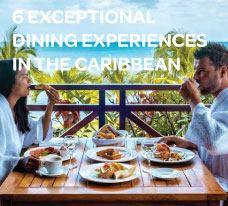 6 EXCEPTIONAL
DINING EXPERIENCES
IN THE CARIBBEAN